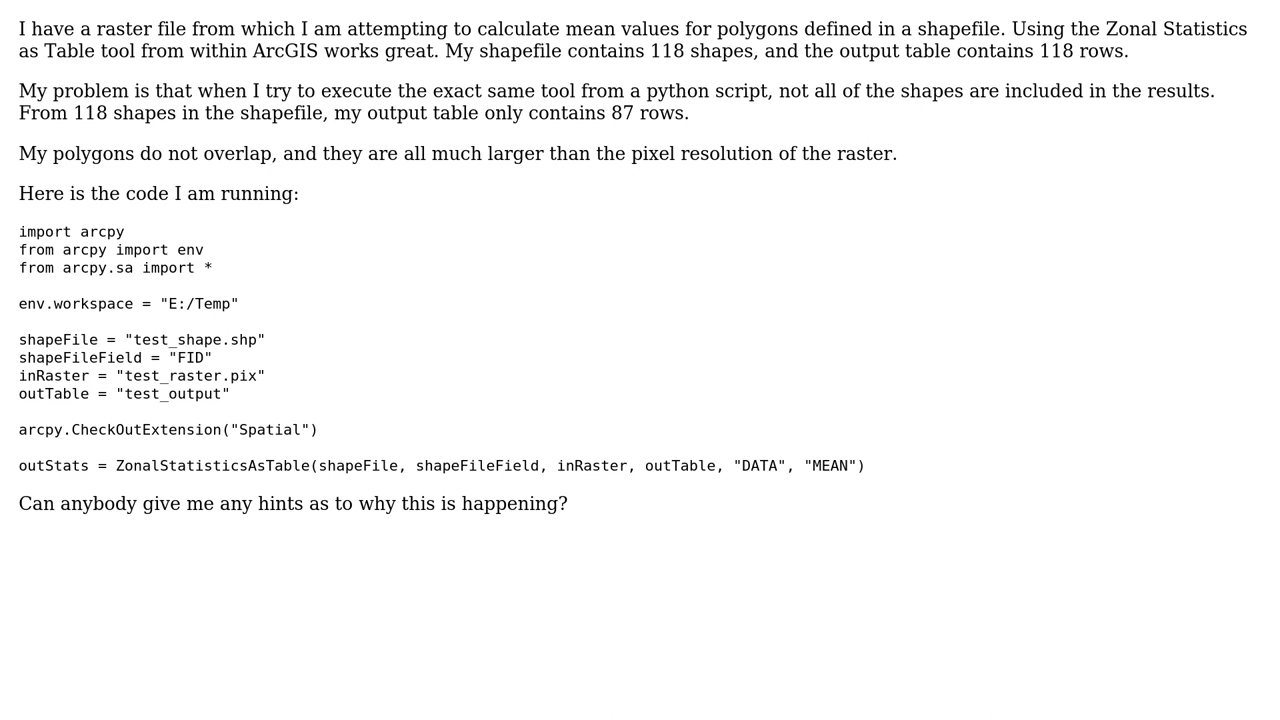 I have a raster file from which I am attempting to calculate mean values for polygons defined in a shapefile. Using the Zonal Statistics
as Table tool from within ArcGIS works great. My shapefile contains 118 shapes, and the output table contains 118 rows.
My problem is that when I try to execute the exact same tool from a python script, not all of the shapes are included in the results.
From 118 shapes in the shapefile, my output table only contains 87 rows.
My polygons do not overlap, and they are all much larger than the pixel resolution of the raster.
Here is the code I am running:
import arcpy
from arcpy import env
from arcpy.sa import *
env.workspace = "E:/Temp"
shapeFile = "test_shape.shp"
shapeFileField = "FID"
inRaster = "test_raster.pix"
outTable = "test_output"
arcpy.CheckOutExtension("Spatial")
outStats = ZonalStatisticsAsTable(shapeFile, shapeFileField, inRaster, outTable, "DATA", "MEAN")
Can anybody give me any hints as to why this is happening?